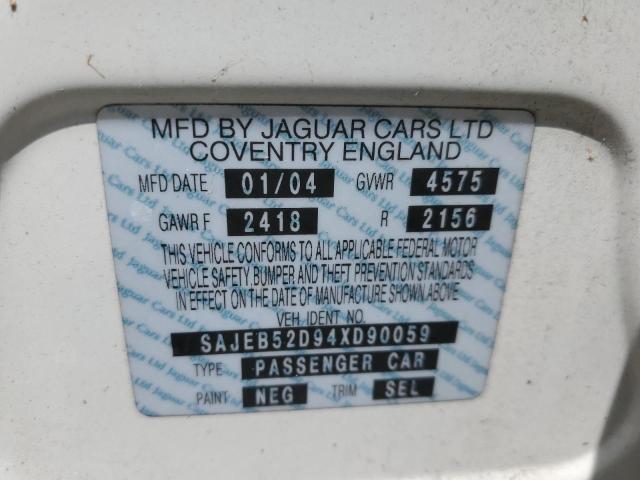 MFD BY JAGUAR CARS LTD
COVENTRY ENGLAND
MFD DATE 01/04 GVWR 4575
GAWR F 2418 R 2156
THIS VEHICLE CONFORMS TO ALL APPLICABLE FEDERAL MOTOR
VEHICLE SAFETY BUMPER AND THEFT PREVENTION STANDARDS
IN EFFECT ON THE DATE OF MANUFACTURE SHOWN ABOVE
VEH IDENT NO.
SAJEB52D94XD90059
TYPE PASSENGER CAR
PAINT NEG TRIM SEL